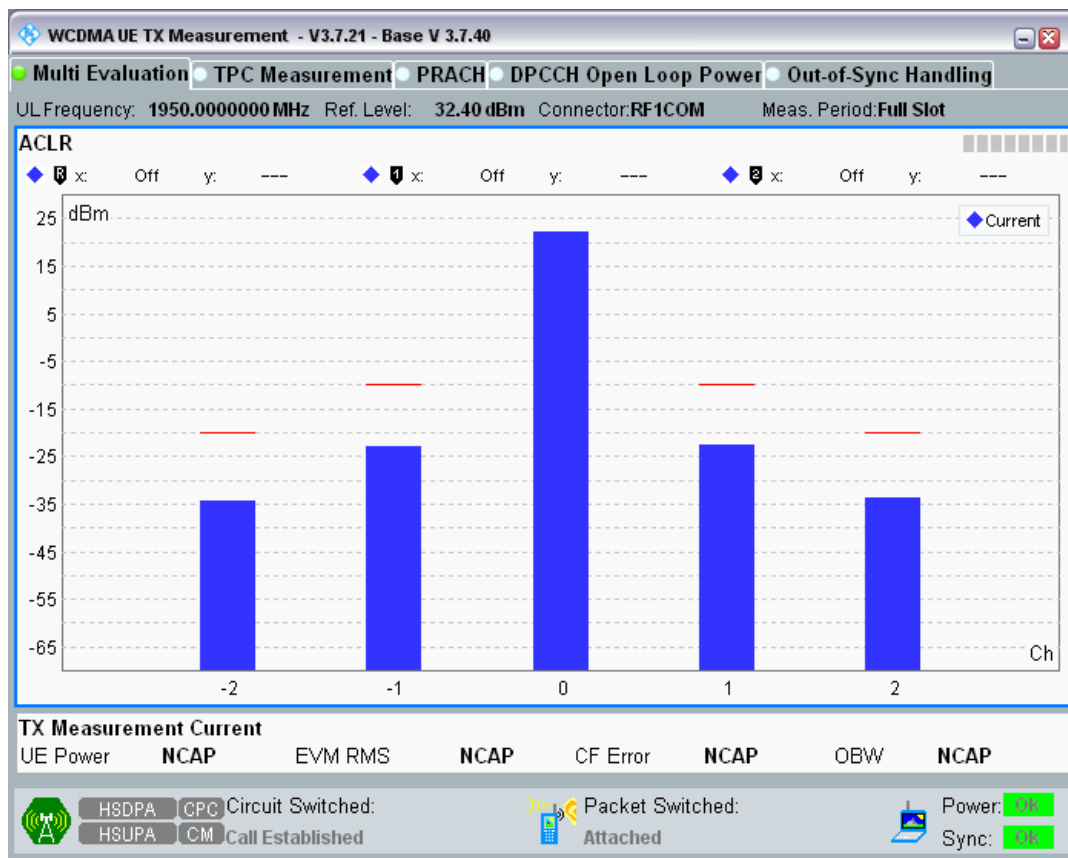 WCDMA UE TX Measurement - V3.7.21 - Base V 3.7.40
Multi Evaluation TPC Measurement PRACH DPCCH Open Loop Power Out-of-Sync Handling
UL Frequency: 1950.0000000 MHz Ref. Level: 32.40 dBm Connector:RF1COM Meas. Period:Full Slot
ACLR
R x: Off y: --- 1 x: Off y: --- 2 x: Off y: ---
dBm
Current
25
15
5
-5
-15
-25
-35
-45
-55
-65
Ch
-2 -1 0 1 2
TX Measurement Current
UE Power NCAP EVM RMS NCAP CF Error NCAP OBW NCAP
HSDPA CPC Circuit Switched: Packet Switched: Power: Ok
HSUPA CM Call Established Attached Sync: Ok